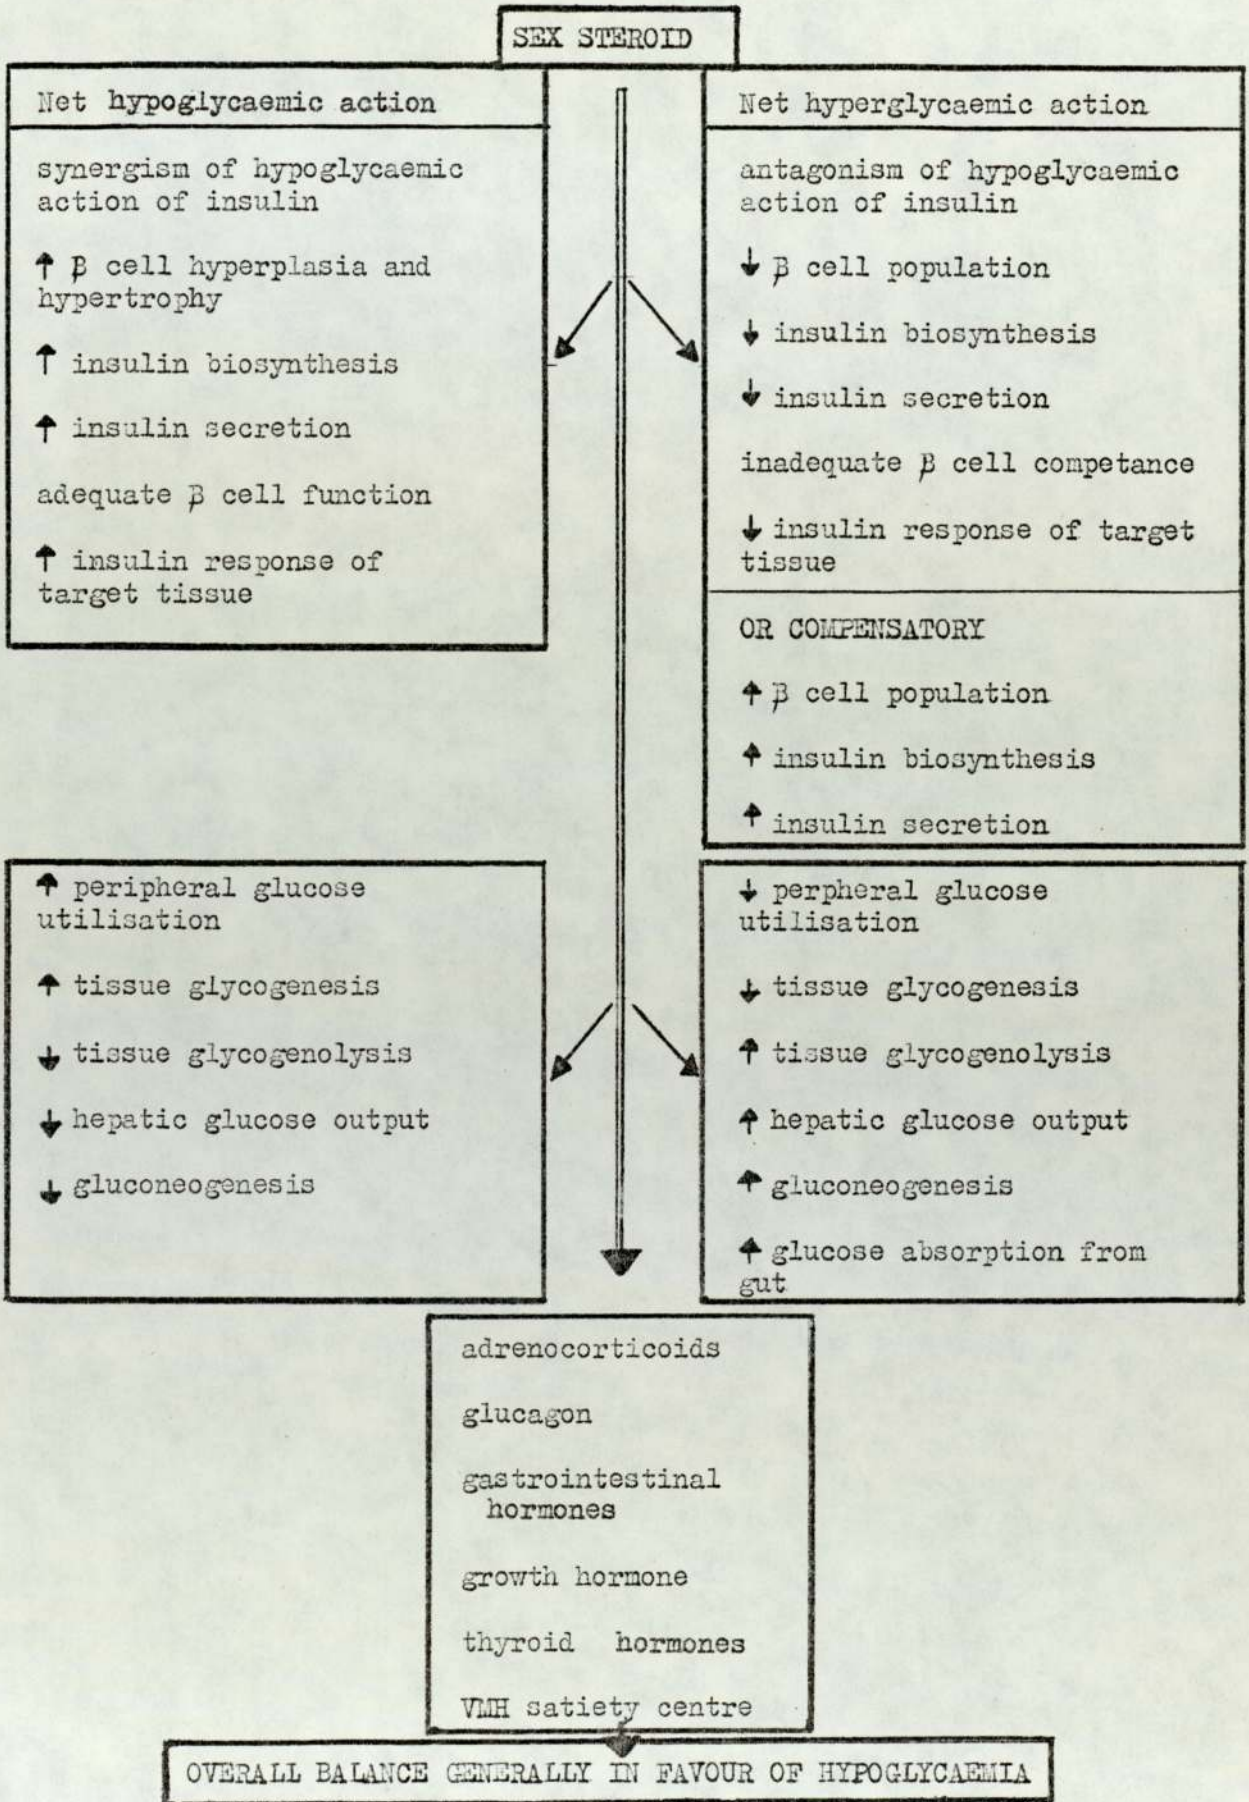 SEX STEROID
Net hypoglycaemic action
synergism of hypoglycaemic
action of insulin
↑ β cell hyperplasia and
hypertrophy
↑ insulin biosynthesis
↑ insulin secretion
adequate β cell function
↑ insulin response of
target tissue
Net hyperglycaemic action
antagonism of hypoglycaemic
action of insulin
↓ β cell population
↓ insulin biosynthesis
↓ insulin secretion
inadequate β cell competance
↓ insulin response of target
tissue
OR COMPENSATORY
↑ β cell population
↑ insulin biosynthesis
↑ insulin secretion
↑ peripheral glucose
utilisation
↑ tissue glycogenesis
↓ tissue glycogenolysis
↓ hepatic glucose output
↓ gluconeogenesis
↓ perpheral glucose
utilisation
↓ tissue glycogenesis
↑ tissue glycogenolysis
↑ hepatic glucose output
↑ gluconeogenesis
↑ glucose absorption from
gut
adrenocorticoids
glucagon
gastrointestinal
hormones
growth hormone
thyroid hormones
VMH satiety centre
OVERALL BALANCE GENERALLY IN FAVOUR OF HYPOGLYCAEMIA